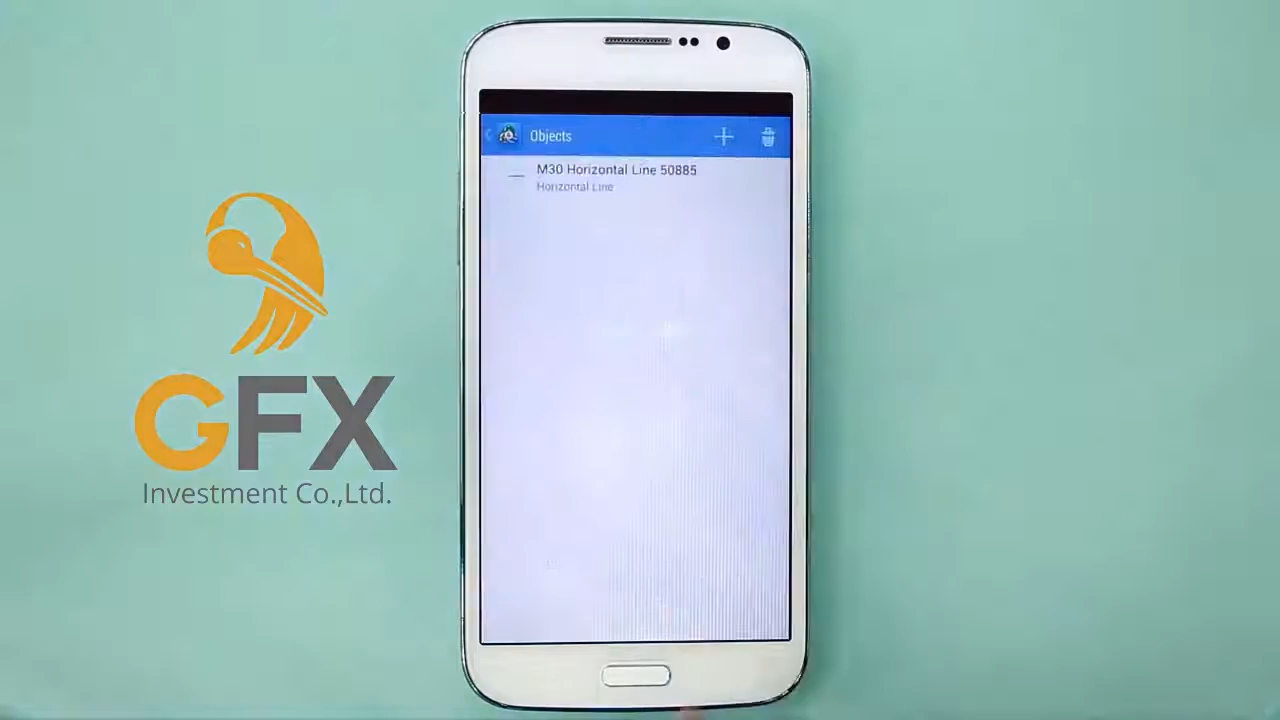 Objects
M30 Horizontal Line 50885
Horizontal Line
GFX
Investment Co.,Ltd.